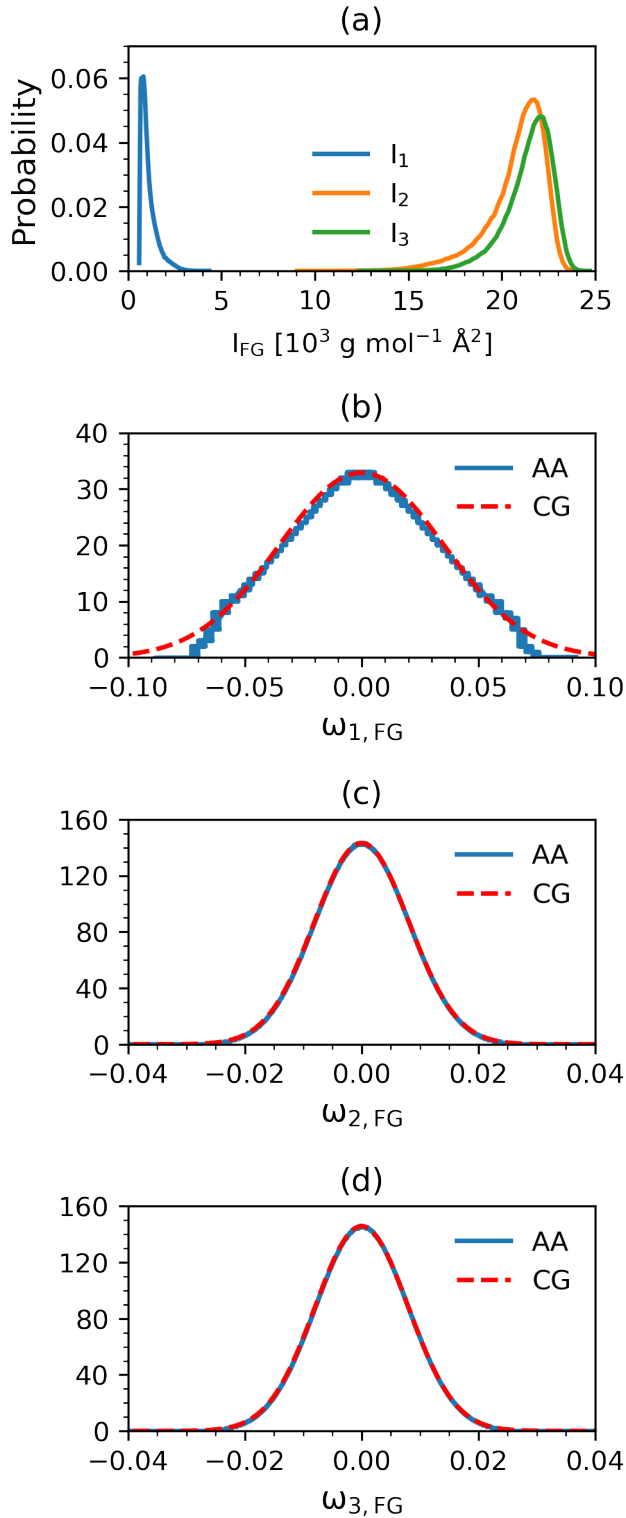 (a)
Probability
0.06
0.04
0.02
0.00
I₁
I₂
I₃
0 5 10 15 20 25
I_FG [10³ g mol⁻¹ Å²]
(b)
40
30
20
10
0
AA
CG
−0.10 −0.05 0.00 0.05 0.10
ω₁,FG
(c)
160
120
80
40
0
AA
CG
−0.04 −0.02 0.00 0.02 0.04
ω₂,FG
(d)
160
120
80
40
0
AA
CG
−0.04 −0.02 0.00 0.02 0.04
ω₃,FG